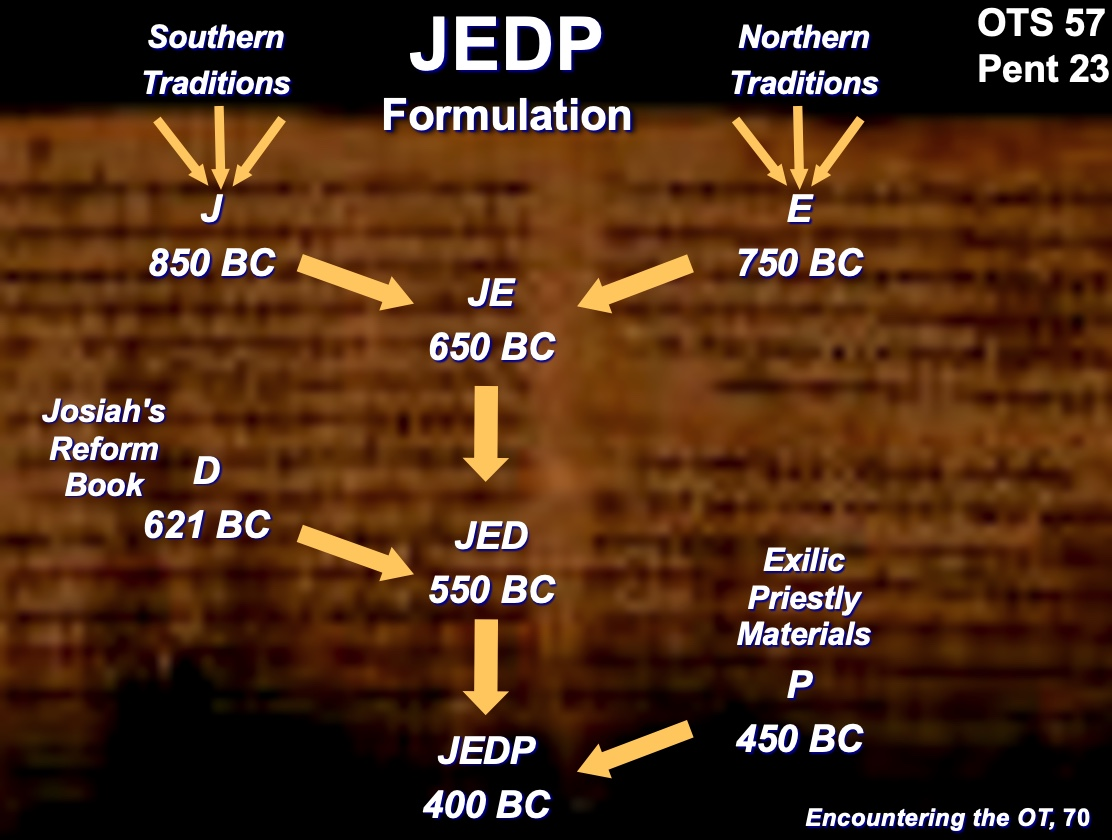 Southern
Traditions
JEDP
Formulation
Northern
Traditions
OTS 57
Pent 23
J
850 BC
E
750 BC
JE
650 BC
Josiah's
Reform
Book
D
621 BC
JED
550 BC
Exilic
Priestly
Materials
P
450 BC
JEDP
400 BC
Encountering the OT, 70